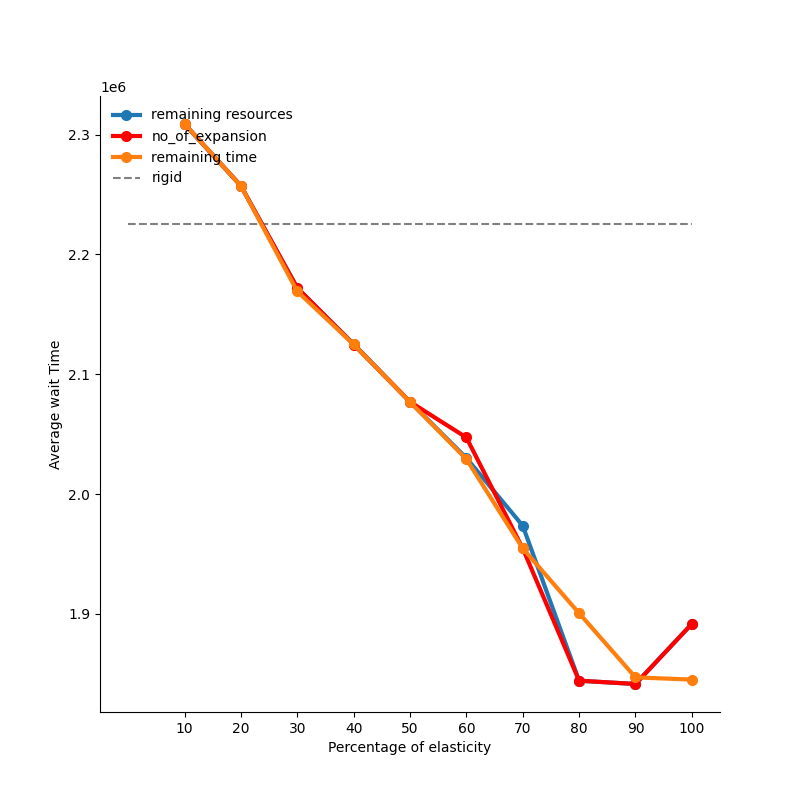 1e6
remaining resources
no_of_expansion
remaining time
rigid
2.3
2.2
2.1
2.0
1.9
Average wait Time
10 20 30 40 50 60 70 80 90 100
Percentage of elasticity